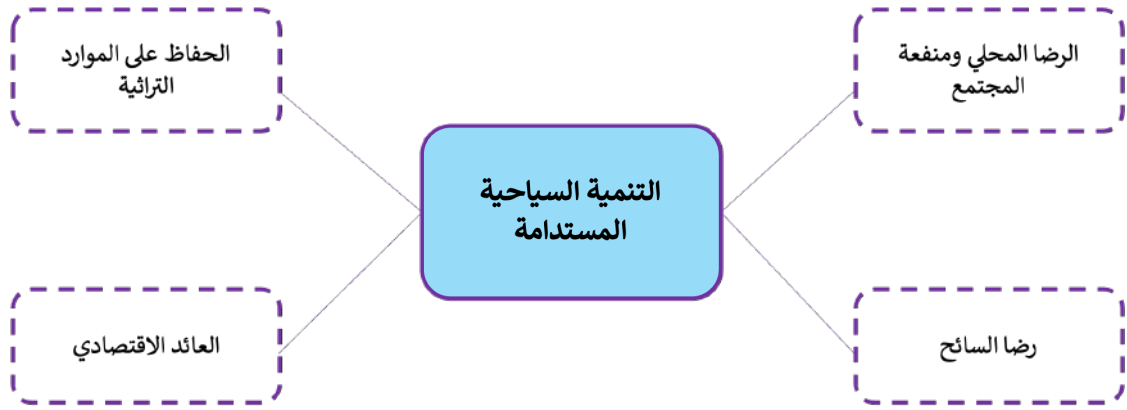 الرضا المحلي ومنفعة
المجتمع
الحفاظ على الموارد
التراثية
التنمية السياحية
المستدامة
رضا السائح
العائد الاقتصادي